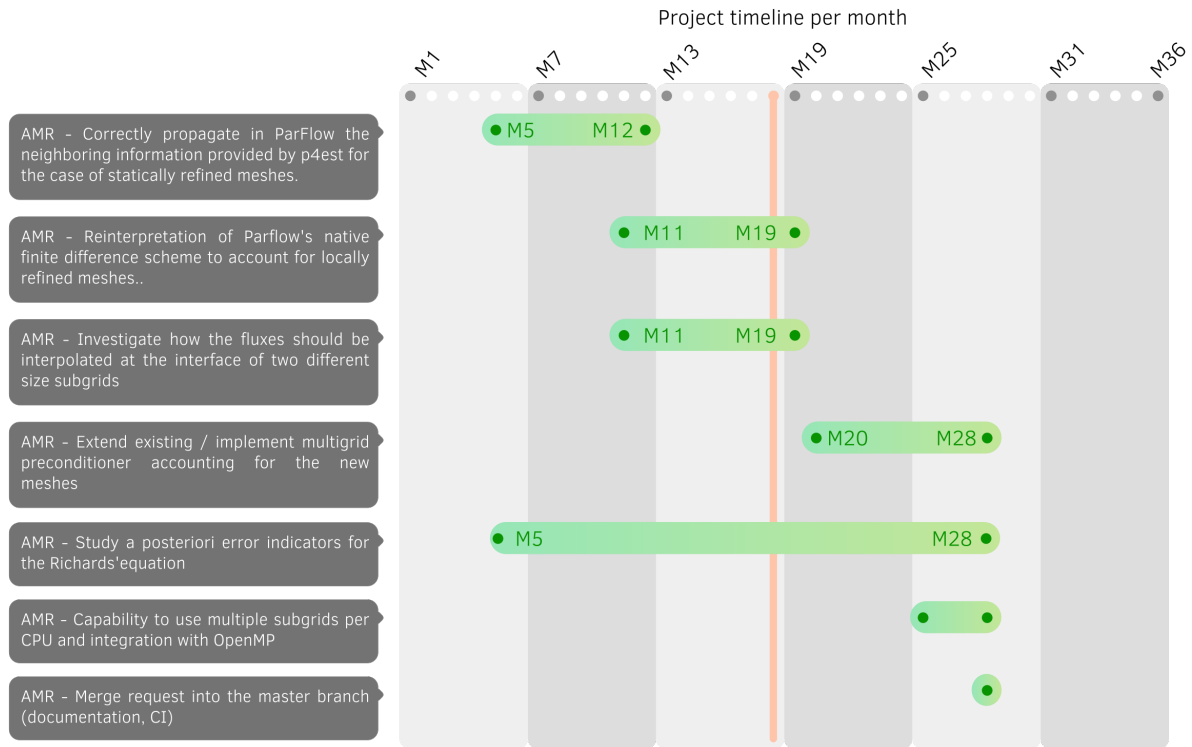 Project timeline per month
M1
M7
M13
M19
M25
M31
M36
AMR - Correctly propagate in ParFlow the
neighboring information provided by p4est for
the case of statically refined meshes.
M5
M12
AMR - Reinterpretation of Parflow's native
finite difference scheme to account for locally
refined meshes..
M11
M19
AMR - Investigate how the fluxes should be
interpolated at the interface of two different
size subgrids
M11
M19
AMR - Extend existing / implement multigrid
preconditioner accounting for the new
meshes
M20
M28
AMR - Study a posteriori error indicators for
the Richards'equation
M5
M28
AMR - Capability to use multiple subgrids per
CPU and integration with OpenMP
AMR - Merge request into the master branch
(documentation, CI)